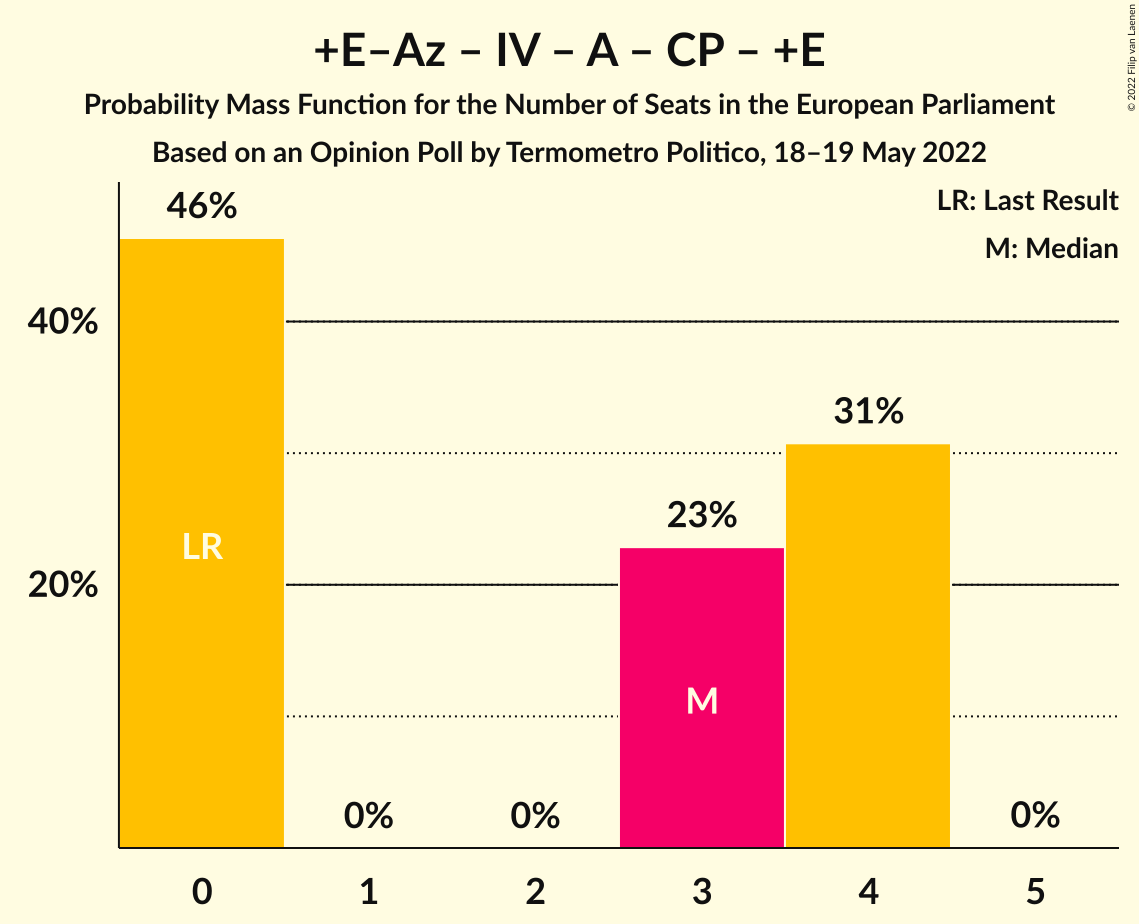 +E–Az – IV – A – CP – +E
Probability Mass Function for the Number of Seats in the European Parliament
Based on an Opinion Poll by Termometro Politico, 18–19 May 2022
© 2022 Filip van Laenen
LR: Last Result
M: Median
46%
40%
31%
23%
20%
LR
M
0%
0%
0%
0
1
2
3
4
5